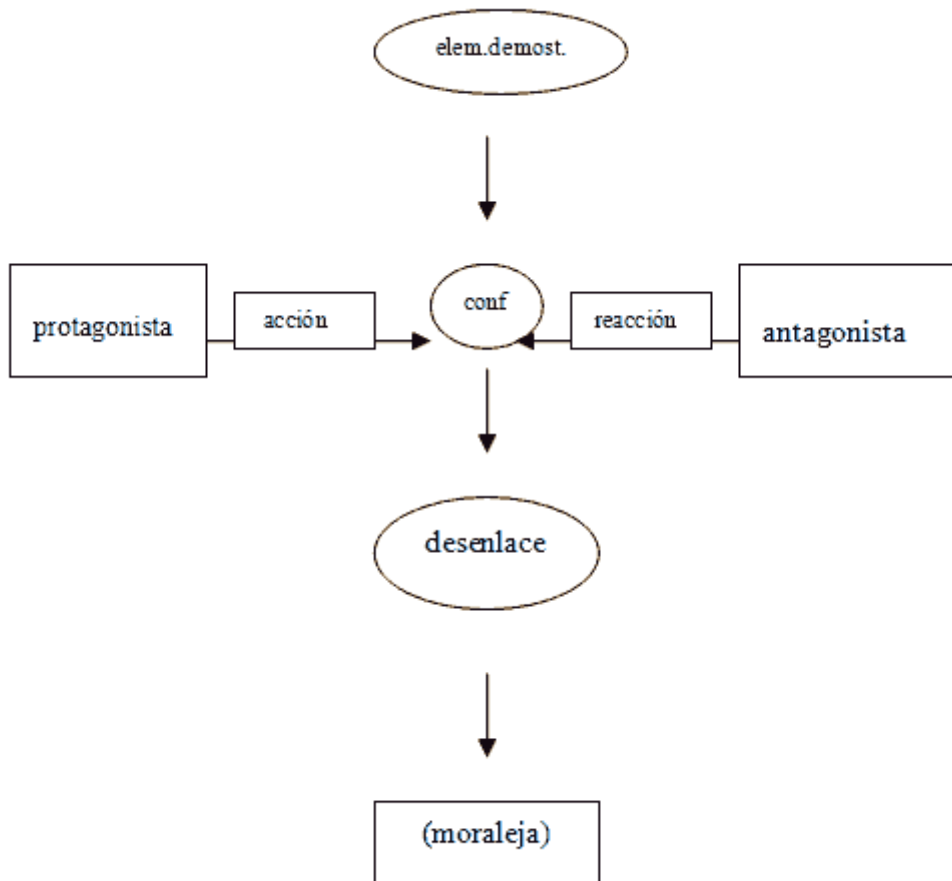 elem.demost.
protagonista
acción
conf
reacción
antagonista
desenlace
(moraleja)